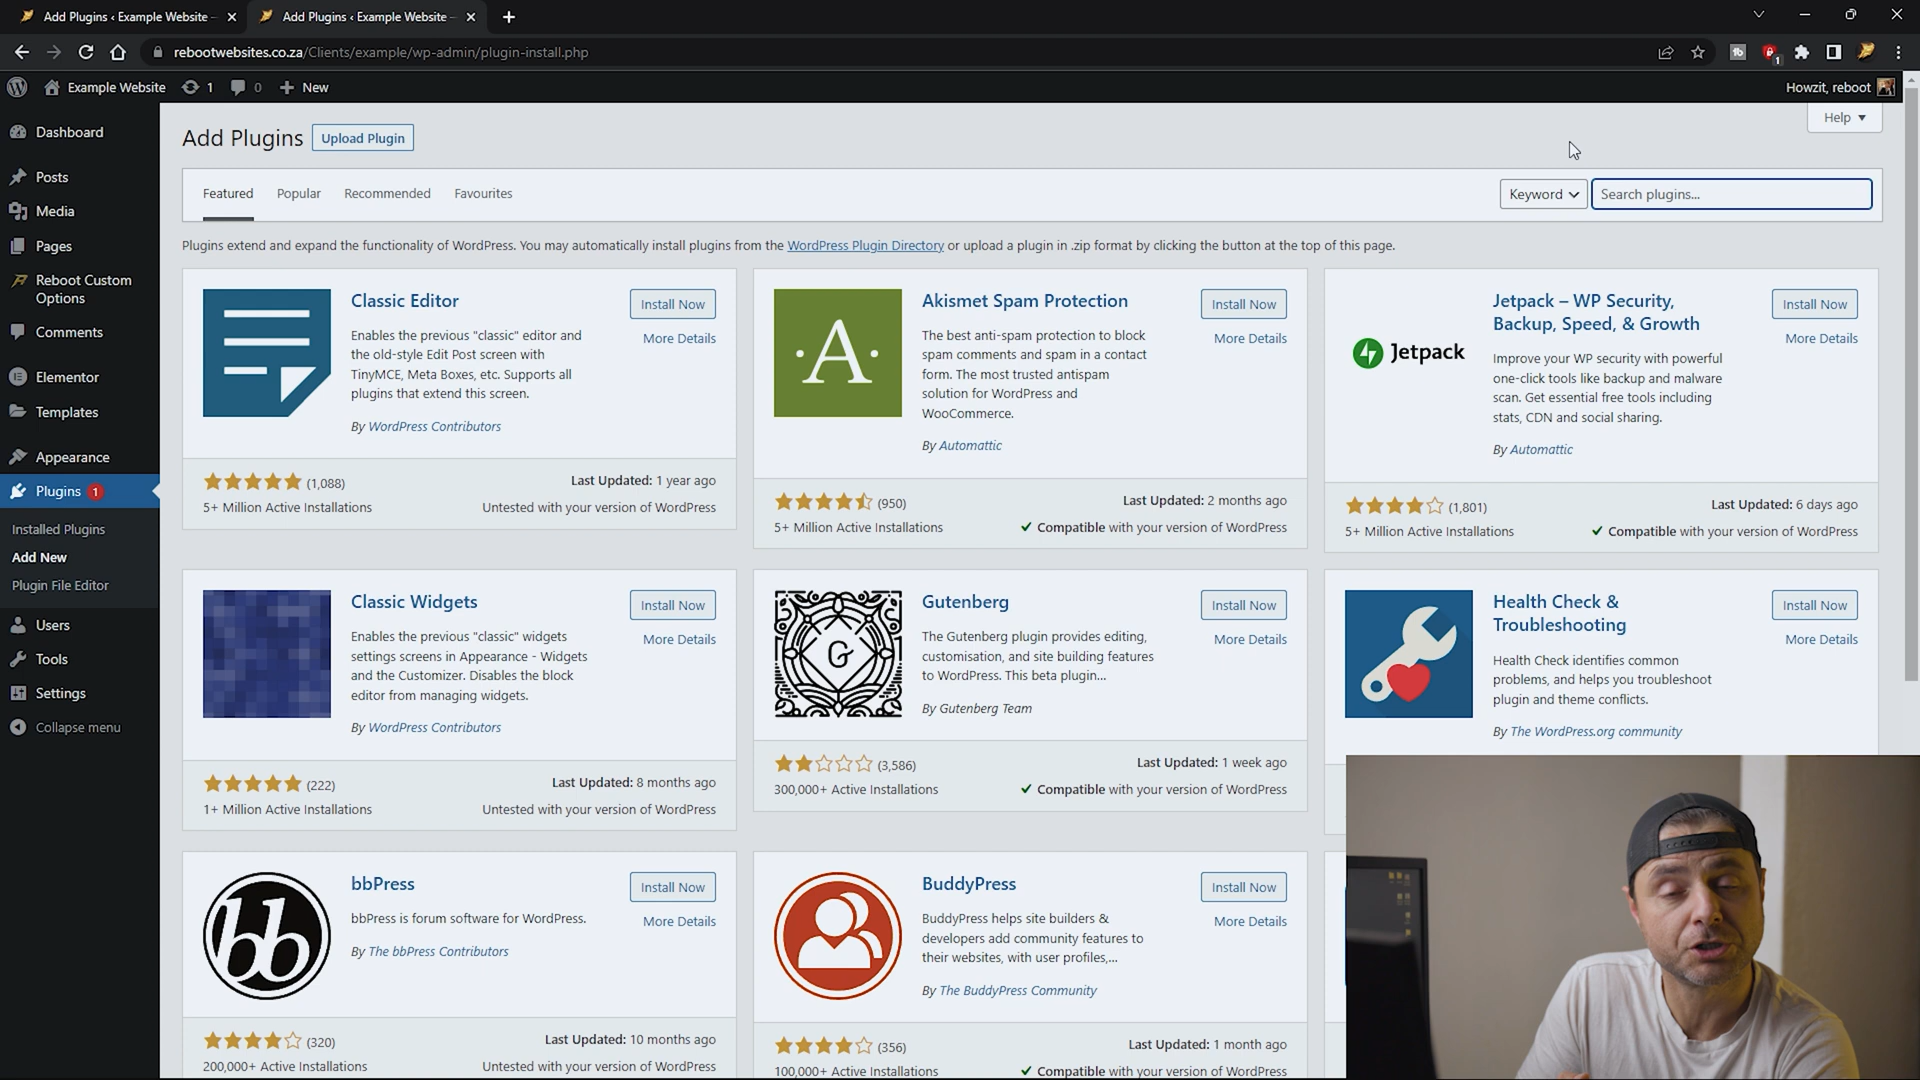 Add Plugins ‹ Example Website –
Add Plugins ‹ Example Website –
rebootwebsites.co.za/Clients/example/wp-admin/plugin-install.php
1
Example Website
1
0
New
Howzit, reboot
Dashboard
Posts
Media
Pages
Reboot Custom
Options
Comments
Elementor
Templates
Appearance
Plugins 1
Installed Plugins
Add New
Plugin File Editor
Users
Tools
Settings
Collapse menu
Help
Add Plugins
Upload Plugin
Featured
Popular
Recommended
Favourites
Keyword
Search plugins...
Plugins extend and expand the functionality of WordPress. You may automatically install plugins from the WordPress Plugin Directory or upload a plugin in .zip format by clicking the button at the top of this page.
Classic Editor
Install Now
More Details
Enables the previous "classic" editor and
the old-style Edit Post screen with
TinyMCE, Meta Boxes, etc. Supports all
plugins that extend this screen.
By WordPress Contributors
(1,088)
Last Updated: 1 year ago
5+ Million Active Installations
Untested with your version of WordPress
A
Akismet Spam Protection
Install Now
More Details
The best anti-spam protection to block
spam comments and spam in a contact
form. The most trusted antispam
solution for WordPress and
WooCommerce.
By Automattic
(950)
Last Updated: 2 months ago
5+ Million Active Installations
Compatible with your version of WordPress
Jetpack
Jetpack – WP Security,
Backup, Speed, & Growth
Install Now
More Details
Improve your WP security with powerful
one-click tools like backup and malware
scan. Get essential free tools including
stats, CDN and social sharing.
By Automattic
(1,801)
Last Updated: 6 days ago
5+ Million Active Installations
Compatible with your version of WordPress
Classic Widgets
Install Now
More Details
Enables the previous "classic" widgets
settings screens in Appearance - Widgets
and the Customizer. Disables the block
editor from managing widgets.
By WordPress Contributors
(222)
Last Updated: 8 months ago
1+ Million Active Installations
Untested with your version of WordPress
G
Gutenberg
Install Now
More Details
The Gutenberg plugin provides editing,
customisation, and site building features
to WordPress. This beta plugin...
By Gutenberg Team
(3,586)
Last Updated: 1 week ago
300,000+ Active Installations
Compatible with your version of WordPress
Health Check &
Troubleshooting
Install Now
More Details
Health Check identifies common
problems, and helps you troubleshoot
plugin and theme conflicts.
By The WordPress.org community
bb
bbPress
Install Now
More Details
bbPress is forum software for WordPress.
By The bbPress Contributors
(320)
Last Updated: 10 months ago
200,000+ Active Installations
Untested with your version of WordPress
BuddyPress
Install Now
More Details
BuddyPress helps site builders &
developers add community features to
their websites, with user profiles,...
By The BuddyPress Community
(356)
Last Updated: 1 month ago
100,000+ Active Installations
Compatible with your version of WordPress